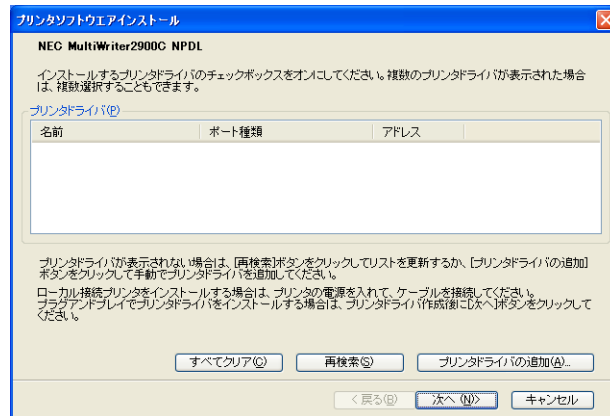 プリンタソフトウエアインストール
NEC MultiWriter2900C NPDL
インストールするプリンタドライバのチェックボックスをオンにしてください。複数のプリンタドライバが表示された場合
は、複数選択することもできます。
プリンタドライバ(P)
名前 ポート種類 アドレス
プリンタドライバが表示されない場合は、[再検索]ボタンをクリックしてリストを更新するか、[プリンタドライバの追加]
ボタンをクリックして手動でプリンタドライバを追加してください。
ローカル接続プリンタをインストールする場合は、プリンタの電源を入れて、ケーブルを接続してください。
プラグアンドプレイでプリンタドライバをインストールする場合は、プリンタドライバ作成後に[次へ]ボタンをクリックして
ください。
すべてクリア(C) 再検索(S) プリンタドライバの追加(A)...
< 戻る(B) 次へ (N)> キャンセル